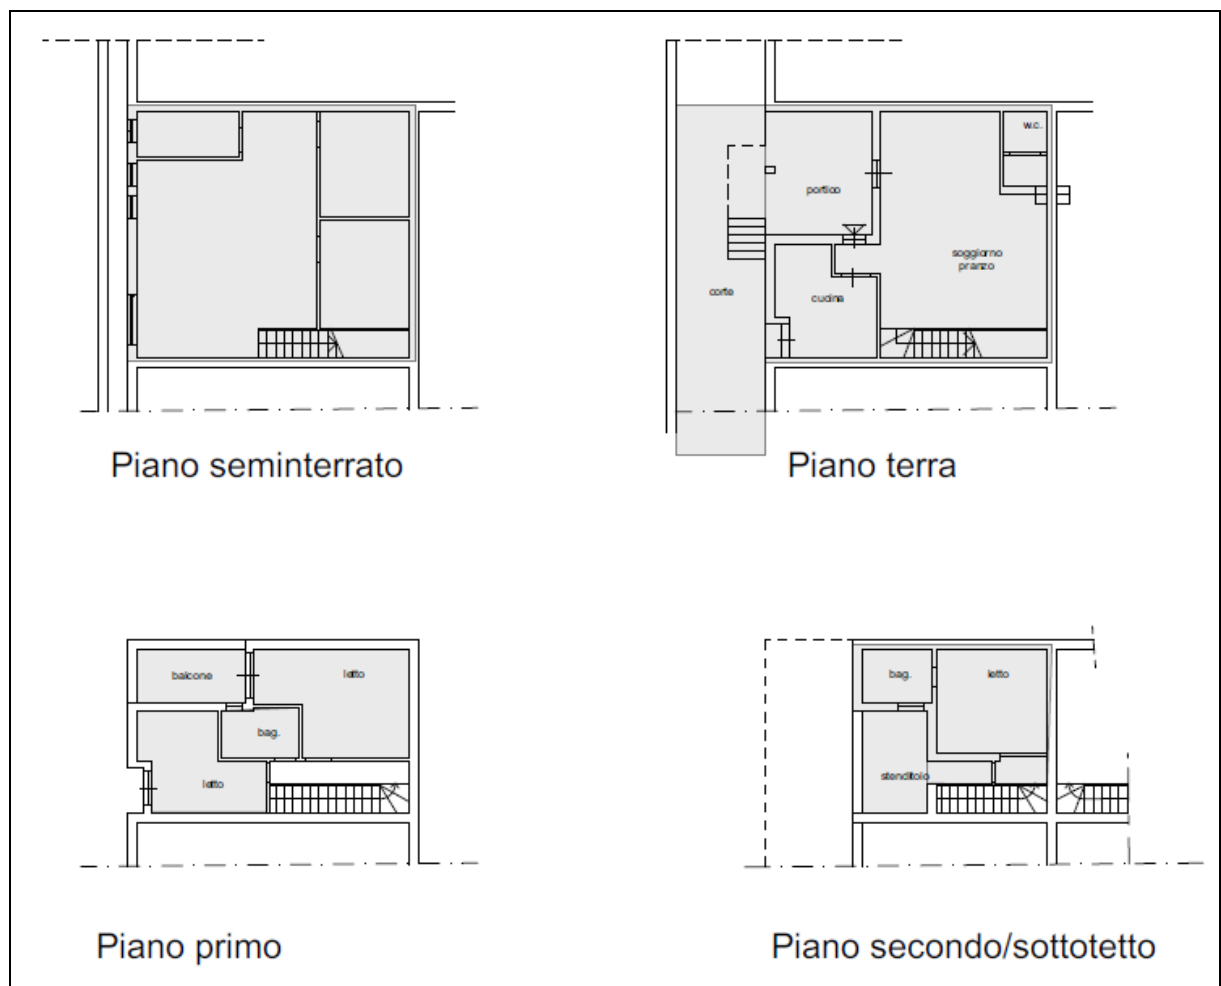 w.c.
portico
soggiorno
pranzo
corte
cucina
Piano seminterrato
Piano terra
balcone
letto
bag.
letto
bag.
letto
stenditoio
Piano primo
Piano secondo/sottotetto